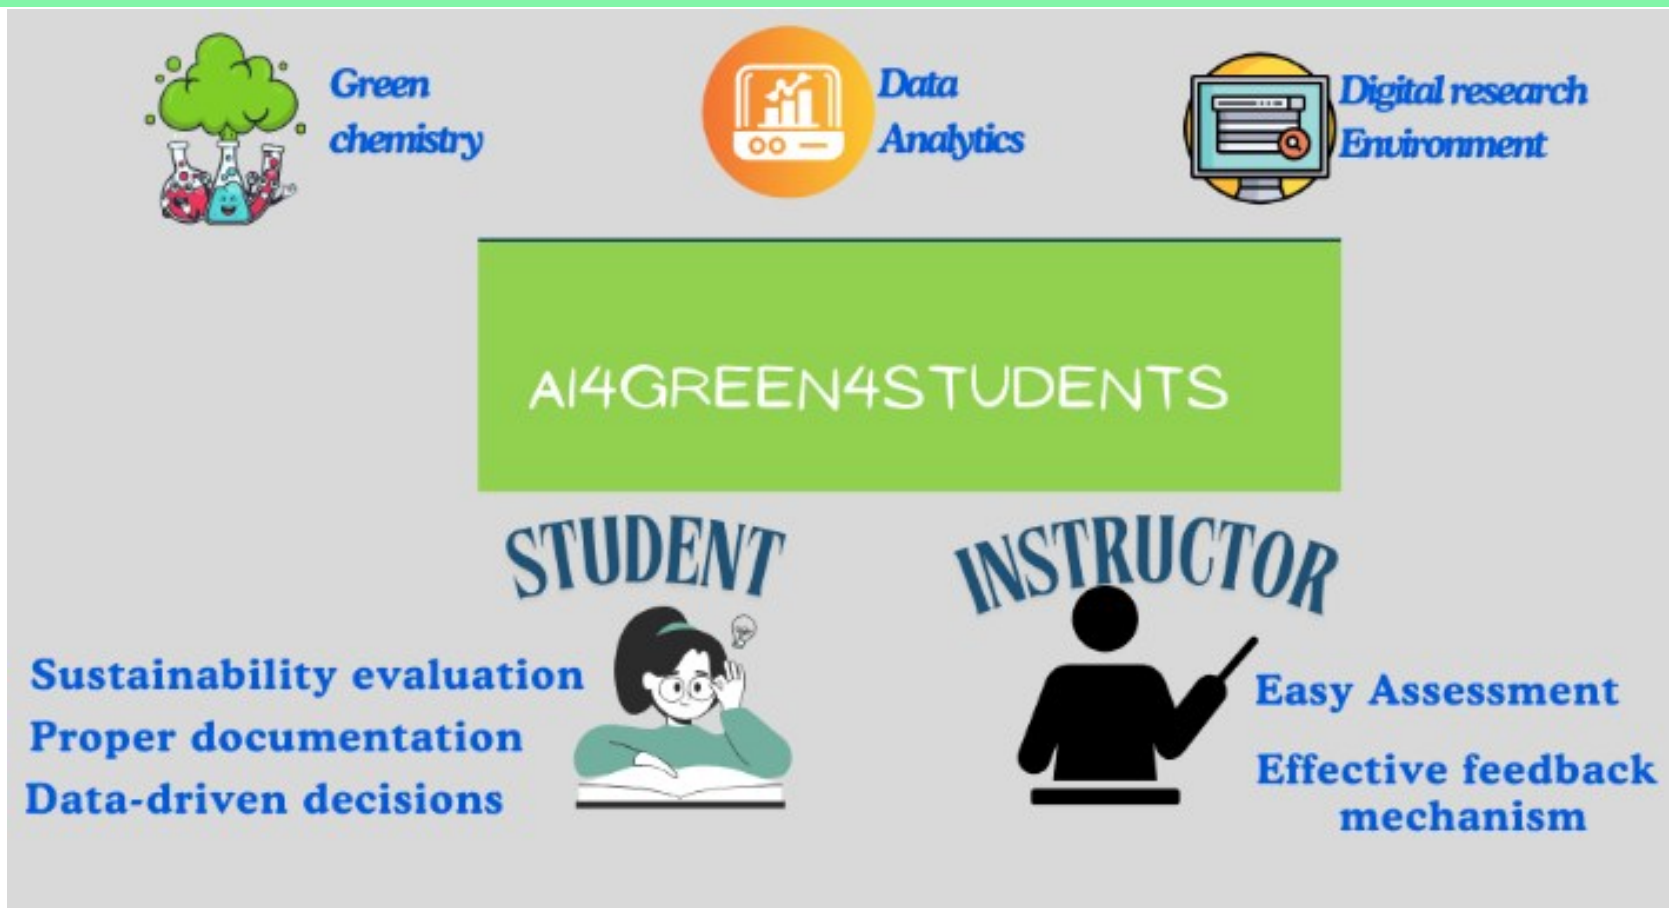 Green
chemistry
Data
Analytics
Digital research
Environment
AI4GREEN4STUDENTS
STUDENT
Sustainability evaluation
Proper documentation
Data-driven decisions
INSTRUCTOR
Easy Assessment
Effective feedback
mechanism